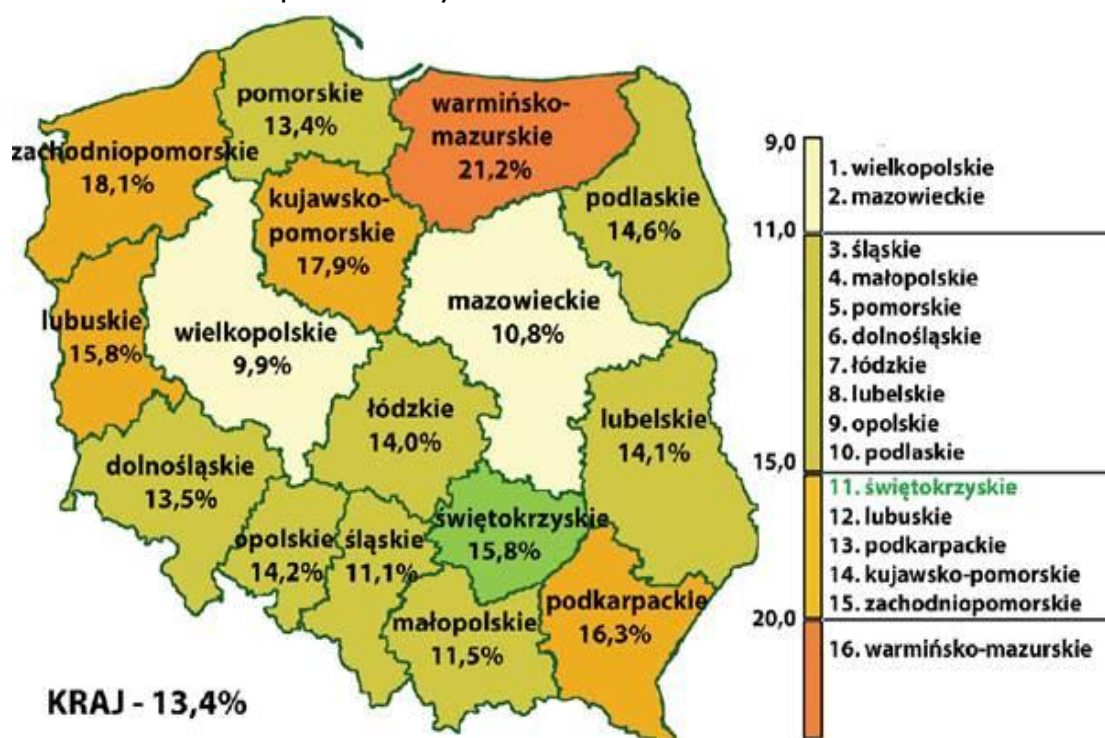 pomorskie
13,4%
warmińsko-
mazurskie
21,2%
zachodniopomorskie
18,1%
kujawsko-
pomorskie
17,9%
podlaskie
14,6%
lubuskie
15,8%
wielkopolskie
9,9%
mazowieckie
10,8%
łódzkie
14,0%
lubelskie
14,1%
dolnośląskie
13,5%
opolskie
14,2%
śląskie
11,1%
świętokrzyskie
15,8%
małopolskie
11,5%
podkarpackie
16,3%
KRAJ - 13,4%
9,0
1. wielkopolskie
2. mazowieckie
11,0
3. śląskie
4. małopolskie
5. pomorskie
6. dolnośląskie
7. łódzkie
8. lubelskie
9. opolskie
10. podlaskie
15,0
11. świętokrzyskie
12. lubuskie
13. podkarpackie
14. kujawsko-pomorskie
15. zachodniopomorskie
20,0
16. warmińsko-mazurskie